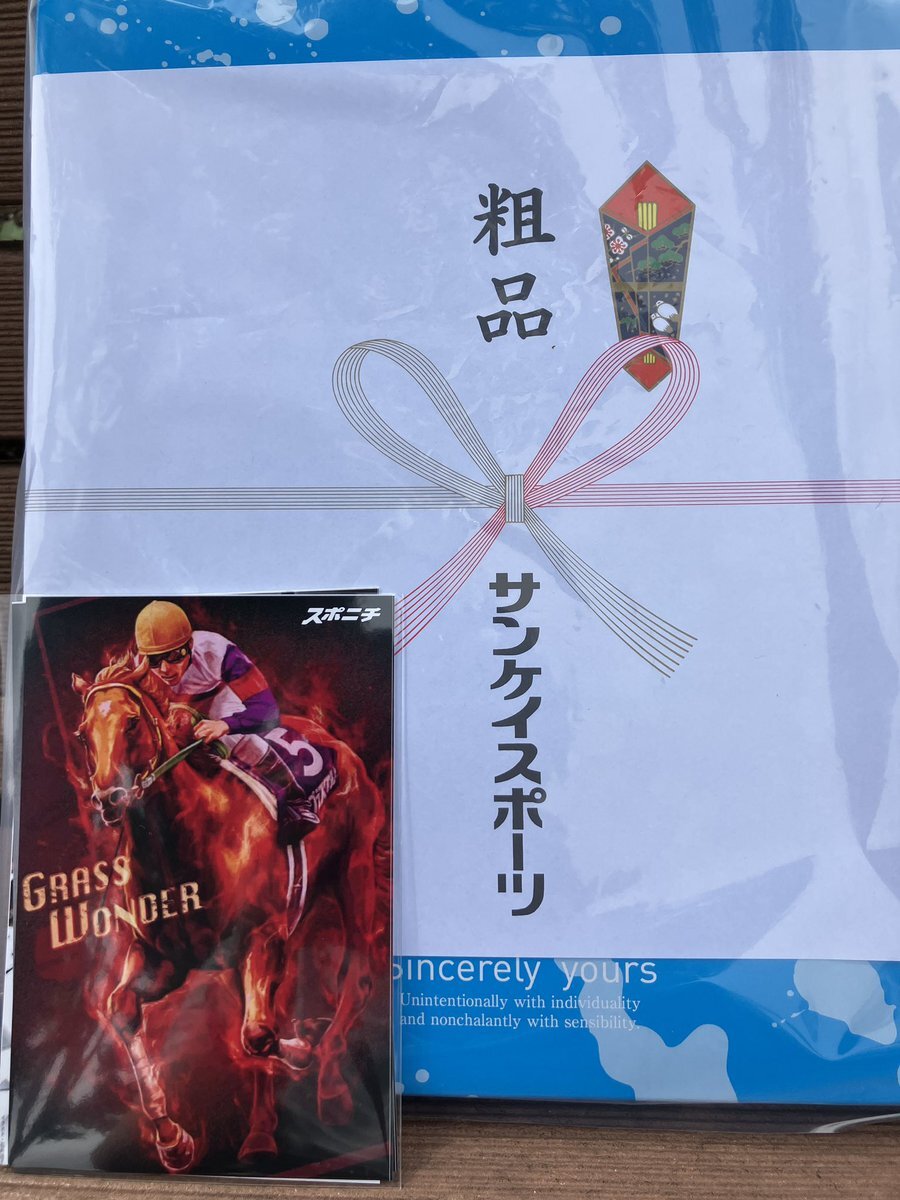 粗品
サンケイスポーツ
スポニチ
5
GRASS
WONDER
Sincerely yours
Unintentionally with individuality
and nonchalantly with sensibility.